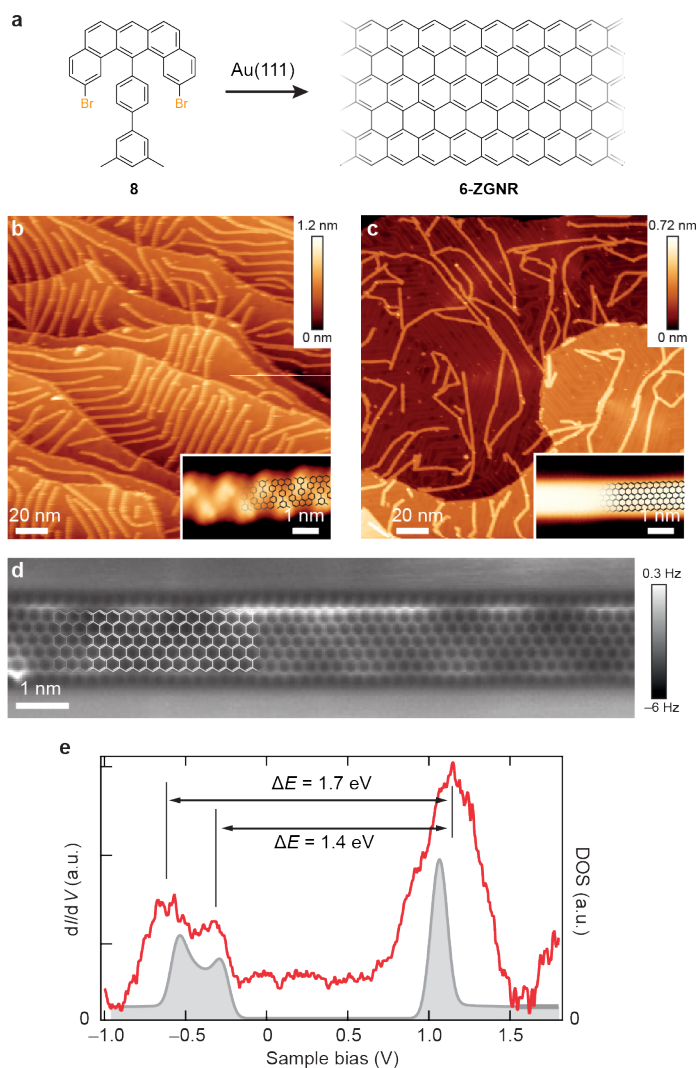 a
Au(111)
Br
Br
8
6-ZGNR
b
1.2 nm
0 nm
20 nm
1 nm
c
0.72 nm
0 nm
20 nm
1 nm
d
0.3 Hz
–6 Hz
1 nm
e
ΔE = 1.7 eV
ΔE = 1.4 eV
dI/dV (a.u.)
DOS (a.u.)
0
0
–1.0
–0.5
0
0.5
1.0
1.5
Sample bias (V)